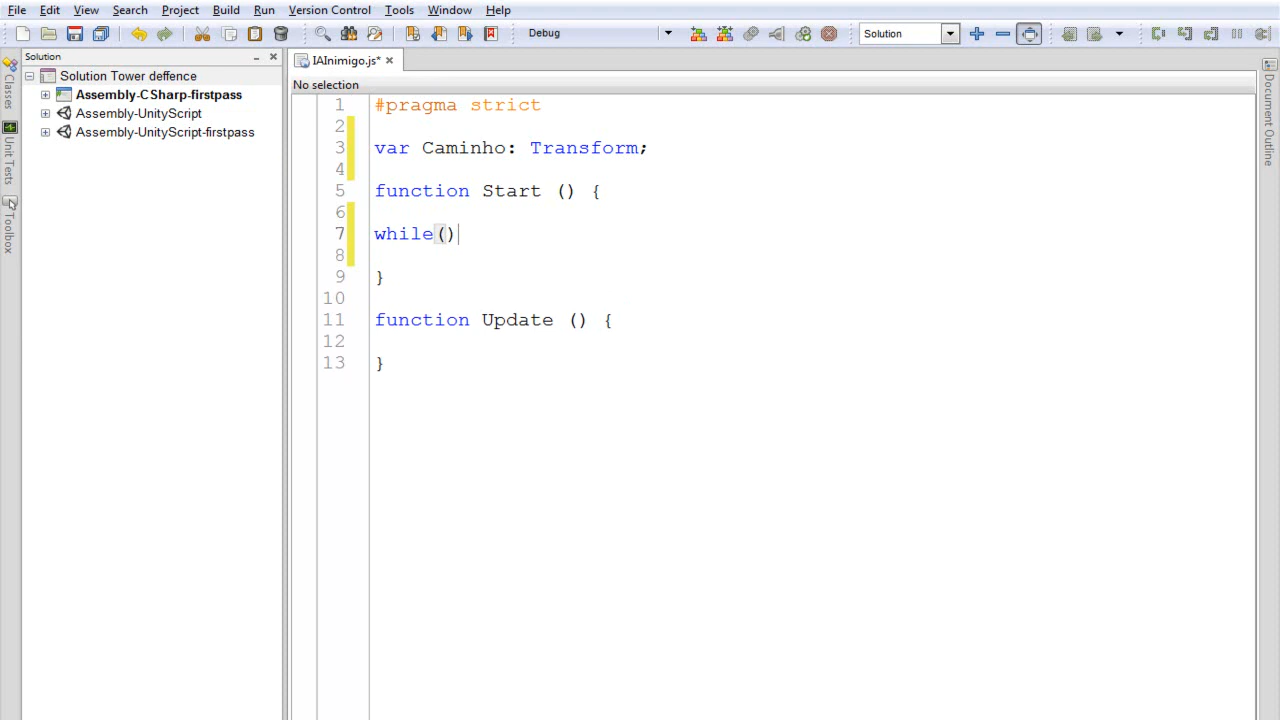 File Edit View Search Project Build Run Version Control Tools Window Help
Debug
Solution
Solution
Solution Tower deffence
Assembly-CSharp-firstpass
Assembly-UnityScript
Assembly-UnityScript-firstpass
Classes
Unit Tests
Toolbox
IAInimigo.js*
No selection
1 #pragma strict
2
3 var Caminho: Transform;
4
5 function Start () {
6
7 while()
8
9 }
10
11 function Update () {
12
13 }
Document Outline